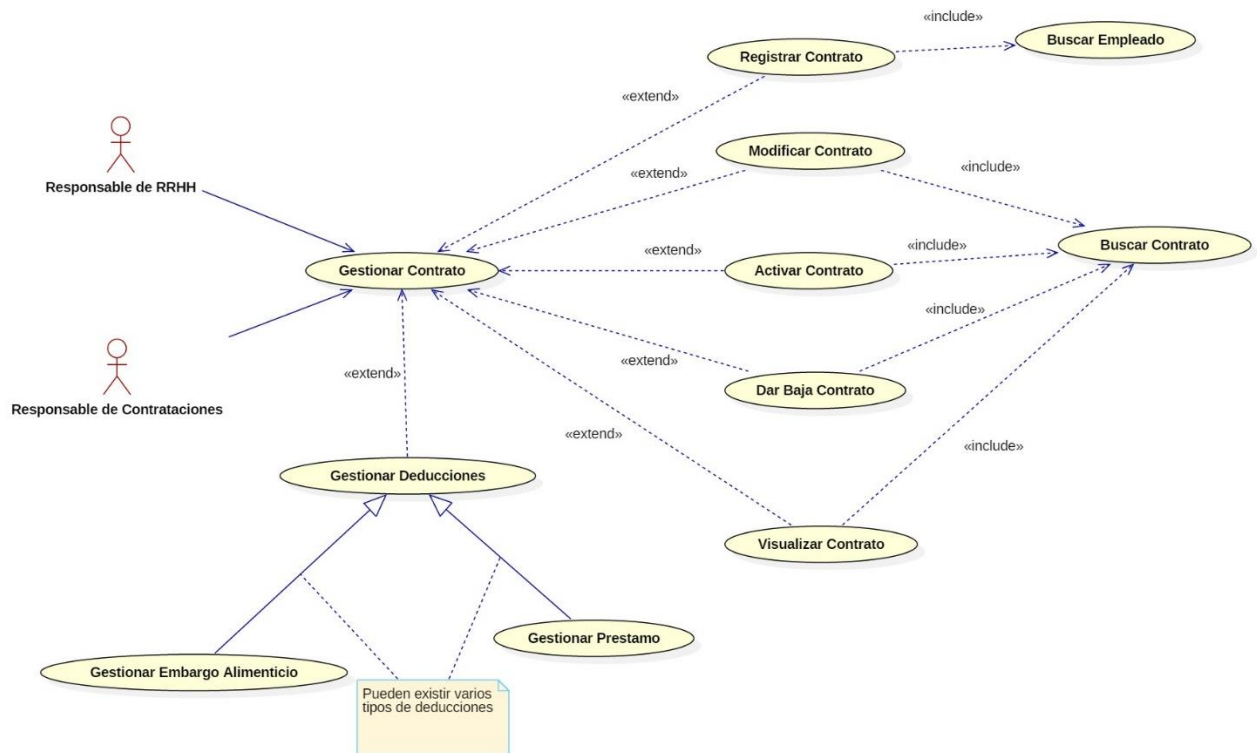 «include»
Buscar Empleado
Registrar Contrato
«extend»
Modificar Contrato
«include»
«extend»
Responsable de RRHH
Buscar Contrato
«include»
«extend»
Gestionar Contrato
Activar Contrato
«include»
«extend»
«extend»
Dar Baja Contrato
Responsable de Contrataciones
«extend»
«include»
Gestionar Deducciones
Visualizar Contrato
Gestionar Prestamo
Gestionar Embargo Alimenticio
Pueden existir varios
tipos de deducciones